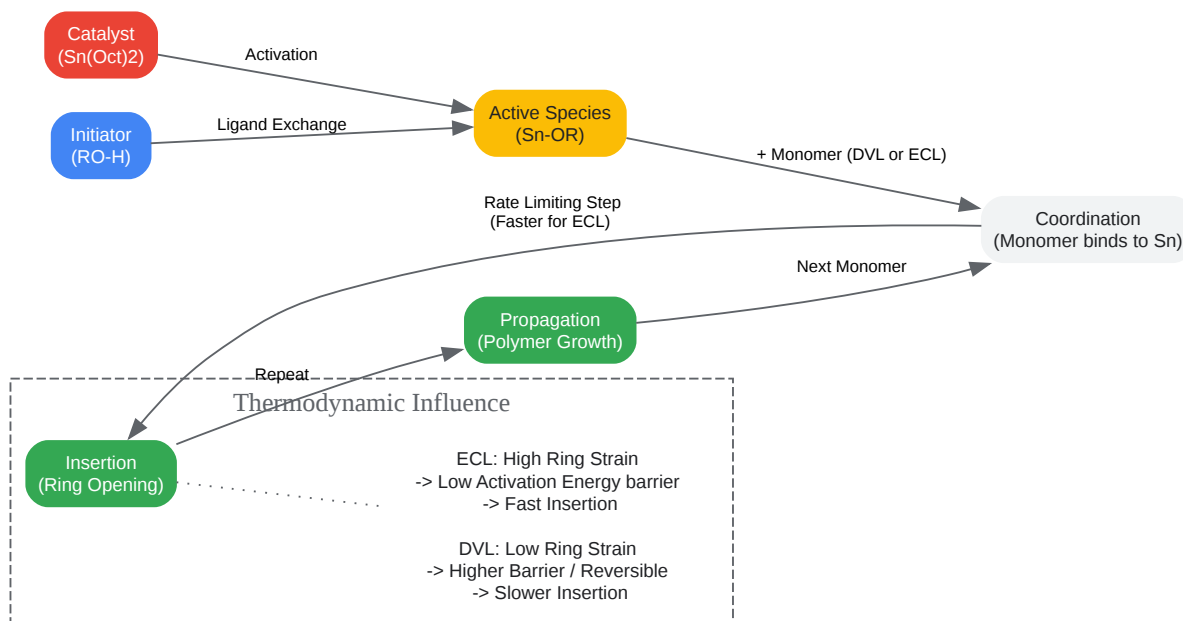 Catalyst
(Sn(Oct)2)
Activation
Initiator
(RO-H)
Ligand Exchange
Active Species
(Sn-OR)
+ Monomer (DVL or ECL)
Coordination
(Monomer binds to Sn)
Rate Limiting Step
(Faster for ECL)
Next Monomer
Propagation
(Polymer Growth)
Repeat
Thermodynamic Influence
Insertion
(Ring Opening)
ECL: High Ring Strain
-> Low Activation Energy barrier
-> Fast Insertion
DVL: Low Ring Strain
-> Higher Barrier / Reversible
-> Slower Insertion